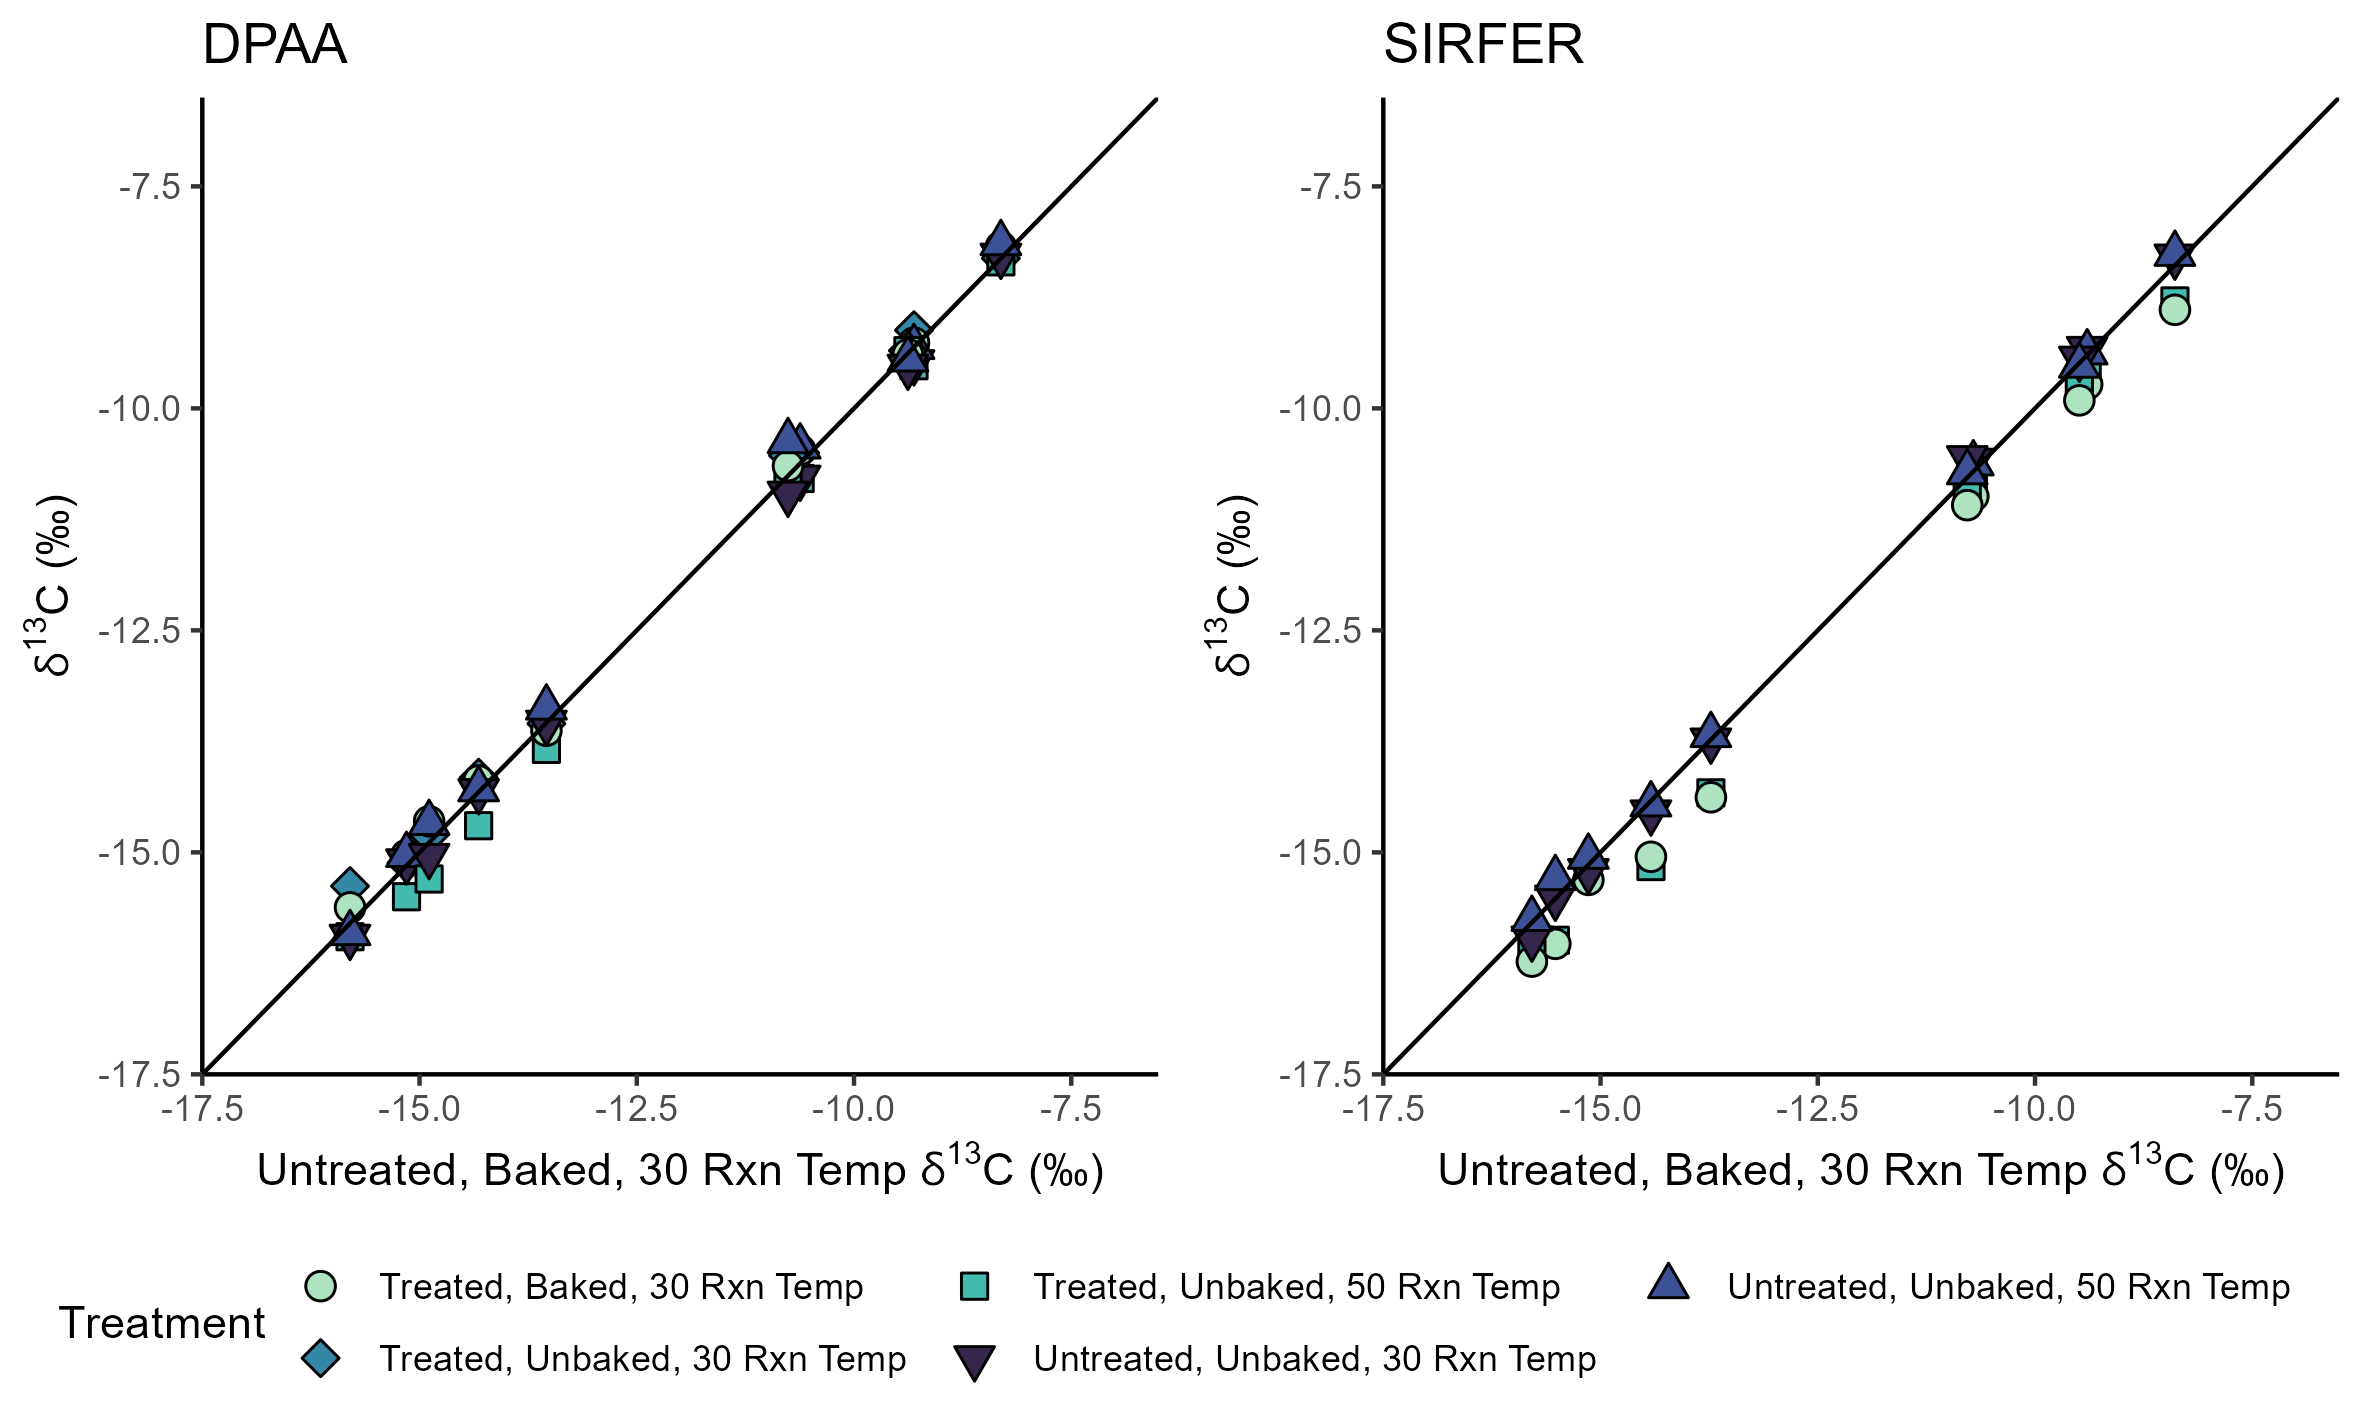 DPAA
SIRFER
-7.5
-10.0
-12.5
-15.0
-17.5
δ¹³C (‰)
-17.5 -15.0 -12.5 -10.0 -7.5
Untreated, Baked, 30 Rxn Temp δ¹³C (‰)
-7.5
-10.0
-12.5
-15.0
-17.5
δ¹³C (‰)
-17.5 -15.0 -12.5 -10.0 -7.5
Untreated, Baked, 30 Rxn Temp δ¹³C (‰)
Treatment
Treated, Baked, 30 Rxn Temp
Treated, Unbaked, 50 Rxn Temp
Untreated, Unbaked, 50 Rxn Temp
Treated, Unbaked, 30 Rxn Temp
Untreated, Unbaked, 30 Rxn Temp